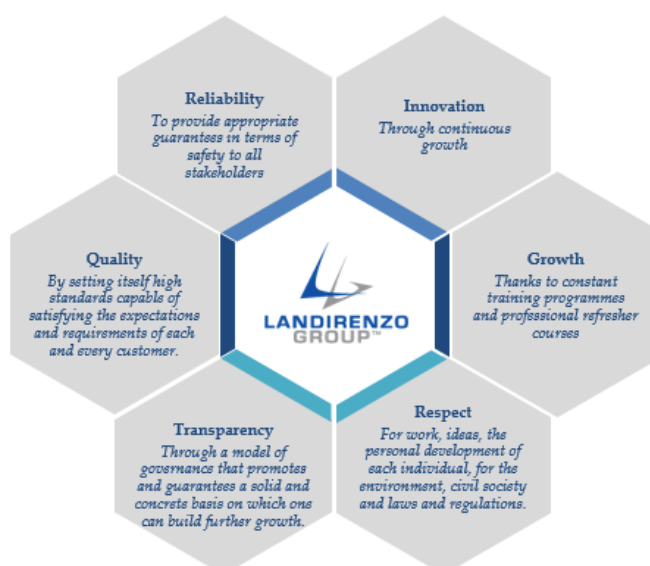 Reliability
To provide appropriate
guarantees in terms of
safety to all
stakeholders
Innovation
Through continuous
growth
Quality
By setting itself high
standards capable of
satisfying the expectations
and requirements of each
and every customer.
LANDIRENZO
GROUP™
Growth
Thanks to constant
training programmes
and professional refresher
courses
Transparency
Through a model of
governance that promotes
and guarantees a solid and
concrete basis on which one
can build further growth.
Respect
For work, ideas, the
personal development of
each individual, for the
environment, civil society
and laws and regulations.